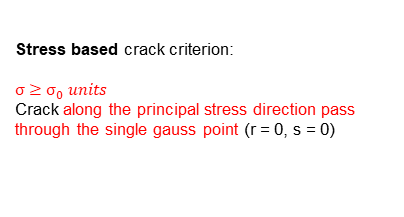 Stress based crack criterion:
σ ≥ σ₀ units
Crack along the principal stress direction pass
through the single gauss point (r = 0, s = 0)